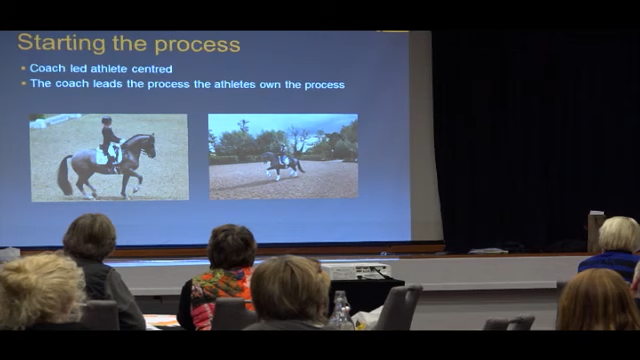 Starting the process
Coach led athlete centred
The coach leads the process the athletes own the process